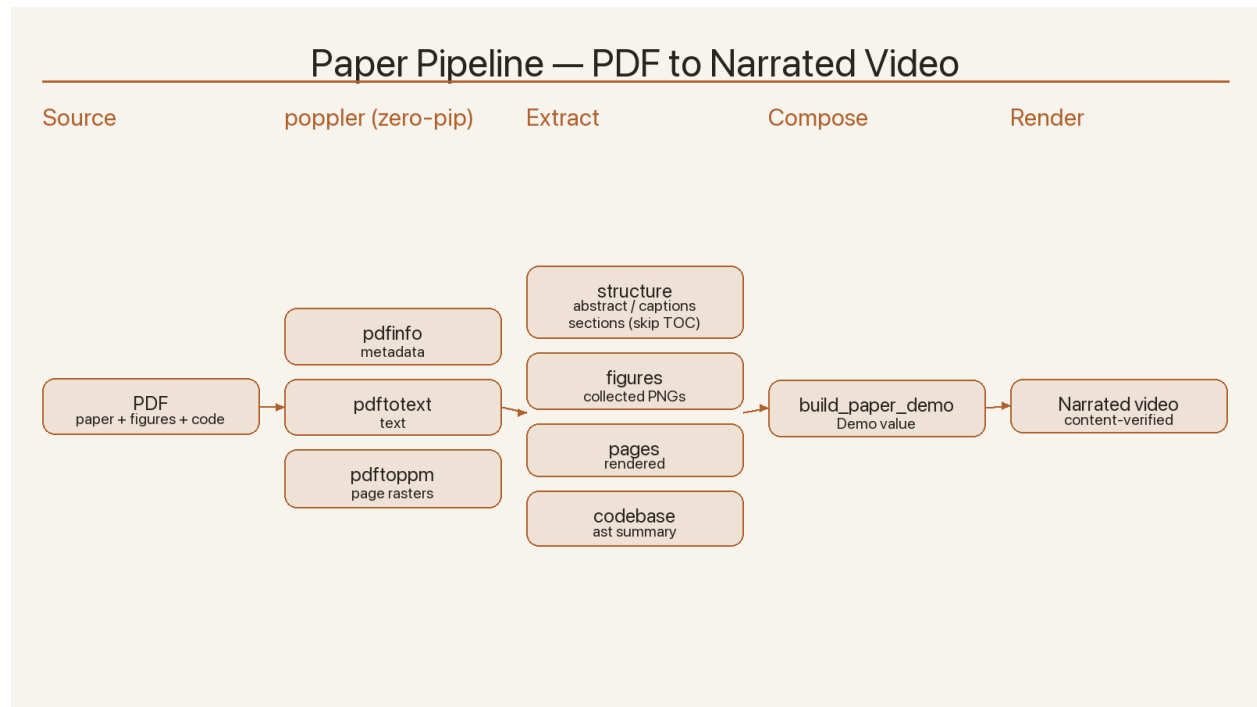 Paper Pipeline — PDF to Narrated Video
Source
poppler (zero-pip)
Extract
Compose
Render
PDF
paper + figures + code
pdfinfo
metadata
pdftotext
text
pdftoppm
page rasters
structure
abstract / captions
sections (skip TOC)
figures
collected PNGs
pages
rendered
codebase
ast summary
build_paper_demo
Demo value
Narrated video
content-verified